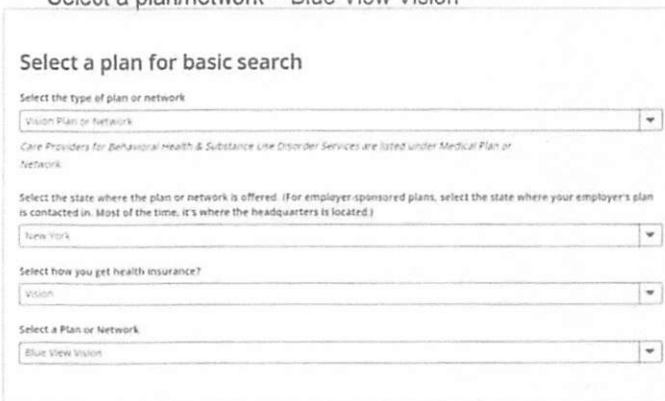 Select a plan/network – Blue View Vision
Select a plan for basic search
Select the type of plan or network
Vision Plan or Network
Care Providers for Behavioral Health & Substance Use Disorder Services are listed under Medical Plan or
Network
Select the state where the plan or network is offered. (For employer-sponsored plans, select the state where your employer's plan
is contacted in. Most of the time, it's where the headquarters is located.)
New York
Select how you get health insurance?
Vision
Select a Plan or Network
Blue View Vision